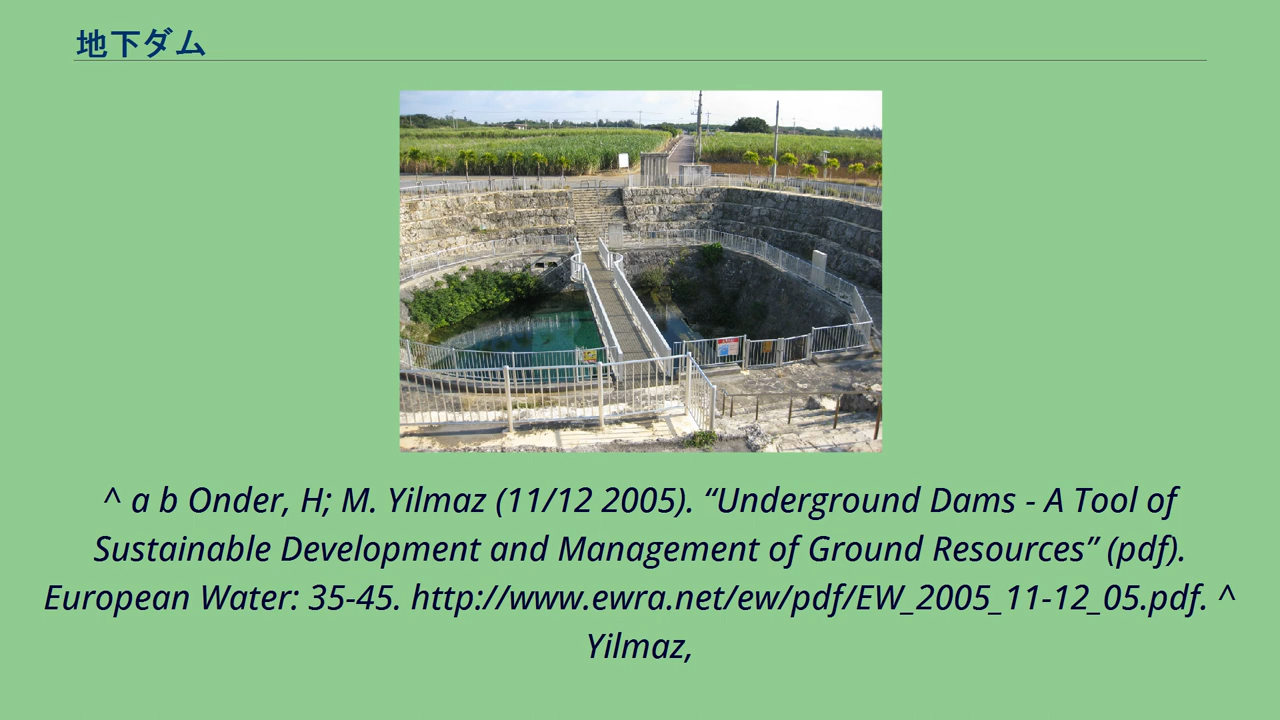 地下ダム
^ a b Onder, H; M. Yilmaz (11/12 2005). “Underground Dams - A Tool of
Sustainable Development and Management of Ground Resources” (pdf).
European Water: 35-45. http://www.ewra.net/ew/pdf/EW_2005_11-12_05.pdf. ^
Yilmaz,